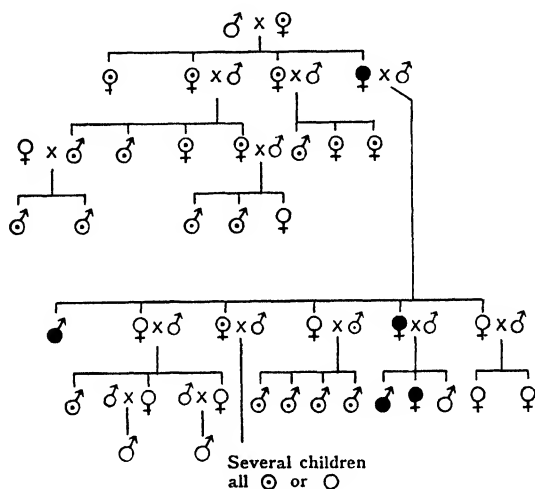 Several children
all ⊙ or ○